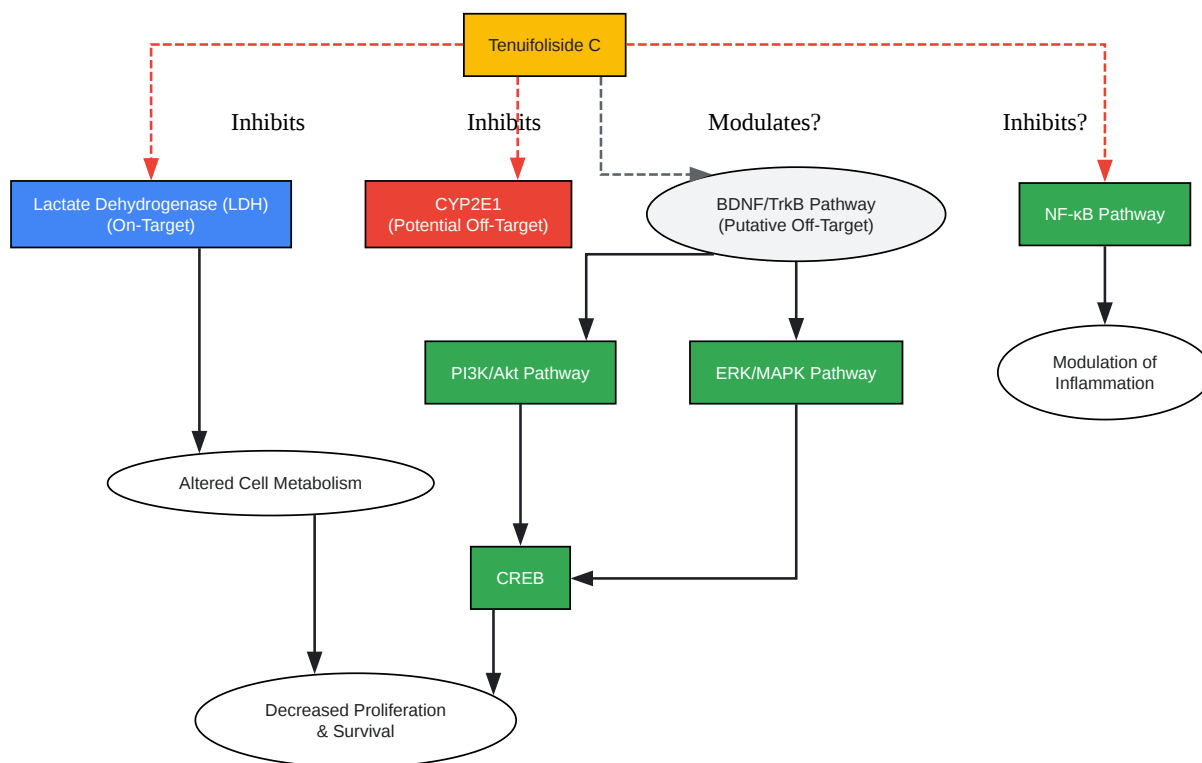 Tenuifoliside C
Inhibits
Inhibits
Modulates?
Inhibits?
Lactate Dehydrogenase (LDH)
(On-Target)
CYP2E1
(Potential Off-Target)
BDNF/TrkB Pathway
(Putative Off-Target)
NF-κB Pathway
PI3K/Akt Pathway
ERK/MAPK Pathway
Modulation of
Inflammation
Altered Cell Metabolism
CREB
Decreased Proliferation
& Survival